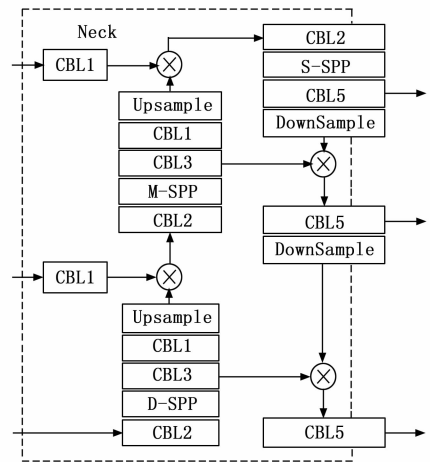 Neck
CBL1
CBL2
S-SPP
CBL5
DownSample
Upsample
CBL1
CBL3
M-SPP
CBL2
CBL5
DownSample
CBL1
Upsample
CBL1
CBL3
D-SPP
CBL2
CBL5